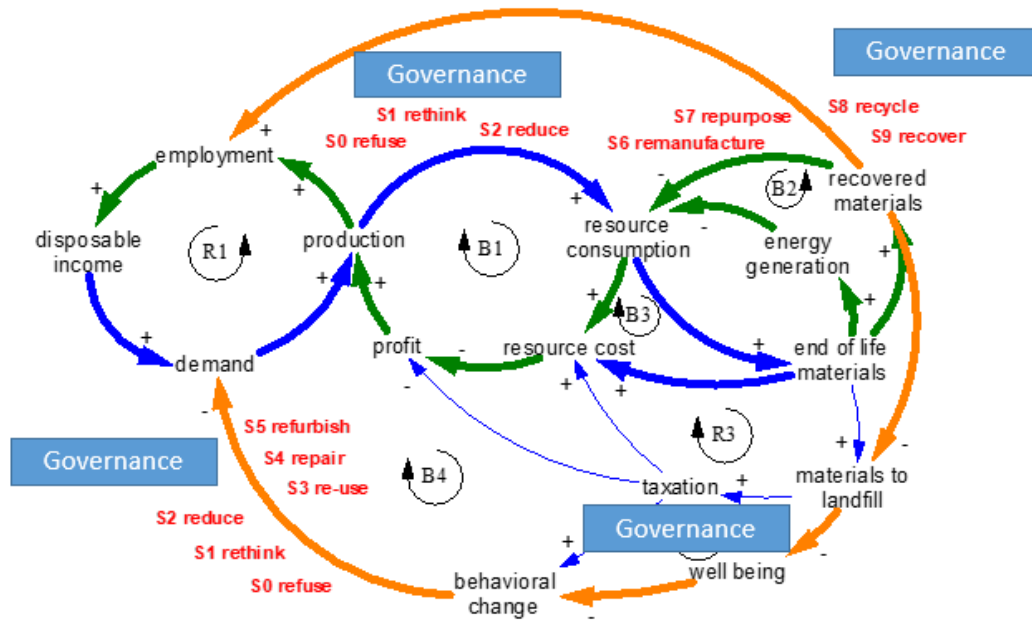 Governance
Governance
S1 rethink
S0 refuse
S2 reduce
S7 repurpose
S6 remanufacture
S8 recycle
S9 recover
+
employment
+
+
-
recovered
materials
B2
disposable
income
R1
production
B1
+
resource
consumption
-
energy
generation
+
+
+
+
+
B3
+
profit
-
resource cost
+
end of life
materials
+
demand
-
+
+
-
S5 refurbish
S4 repair
S3 re-use
Governance
B4
R3
+
-
taxation
+
materials to
landfill
S2 reduce
S1 rethink
S0 refuse
Governance
+
-
well being
behavioral
change
-